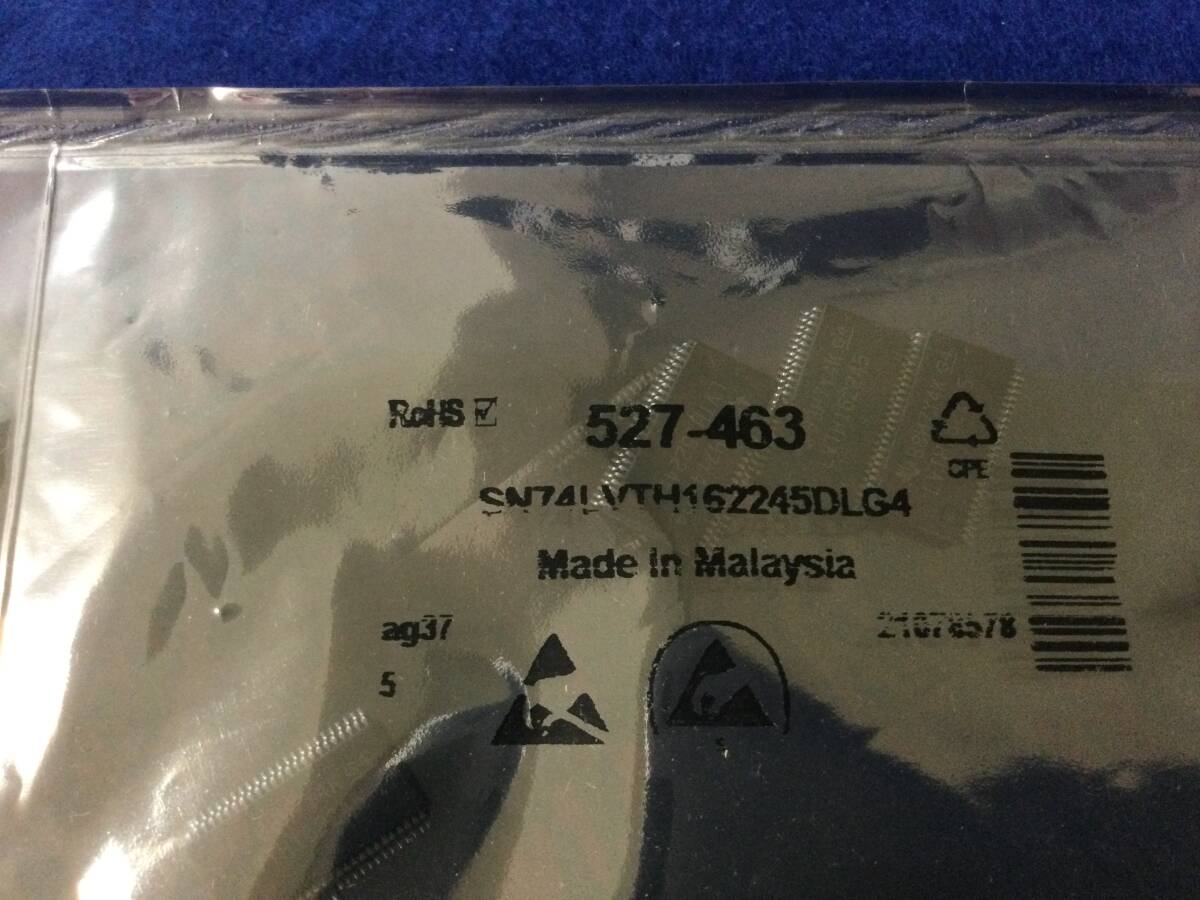 RoHS
527-463
CPE
SN74LVTH162245DLG4
Made in Malaysia
ag37
5
S